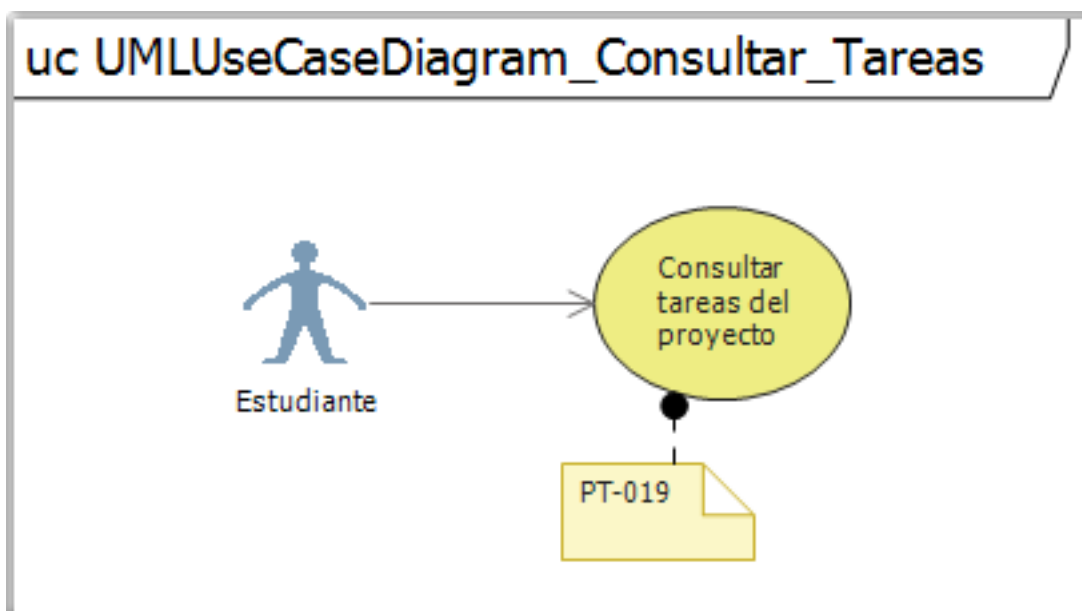 uc UMLUseCaseDiagram_Consultar_Tareas
Consultar
tareas del
proyecto
Estudiante
PT-019